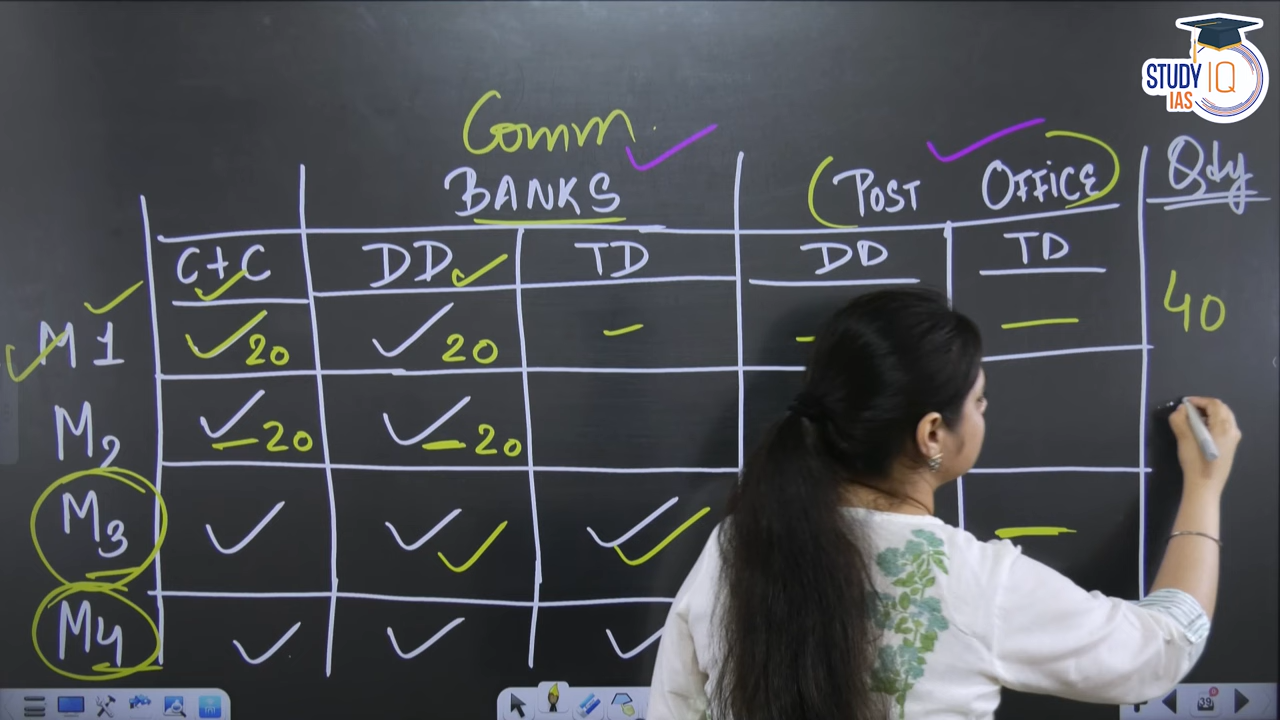 STUDY IQ
IAS
Comm.
BANKS
(POST OFFICE)
Qty
C+C DD TD DD TD
M1 ✓20 ✓20 – – – 40
M2 ✓ –20 ✓ –20
M3 ✓ ✓ ✓ –
M4 ✓ ✓ ✓
39